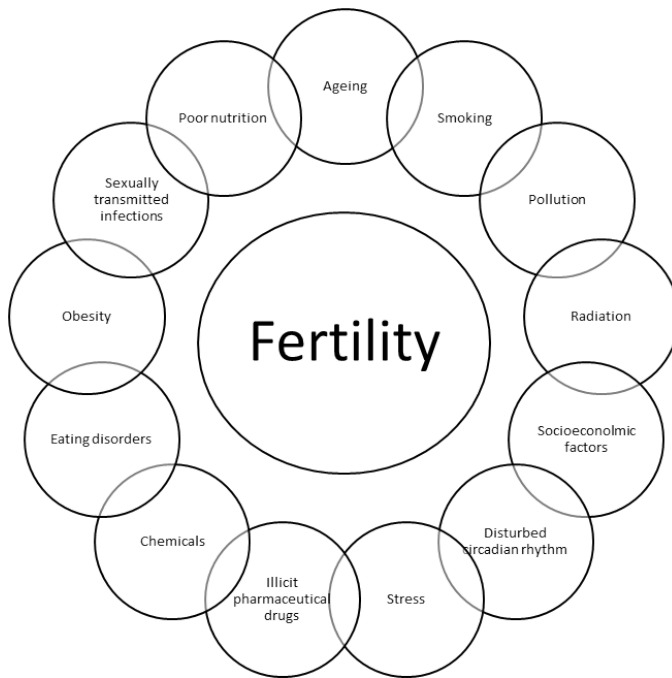 Ageing
Smoking
Pollution
Radiation
Socioeconolmic
factors
Disturbed
circadian rhythm
Stress
Illicit
pharmaceutical
drugs
Chemicals
Eating disorders
Obesity
Sexually
transmitted
infections
Poor nutrition
Fertility